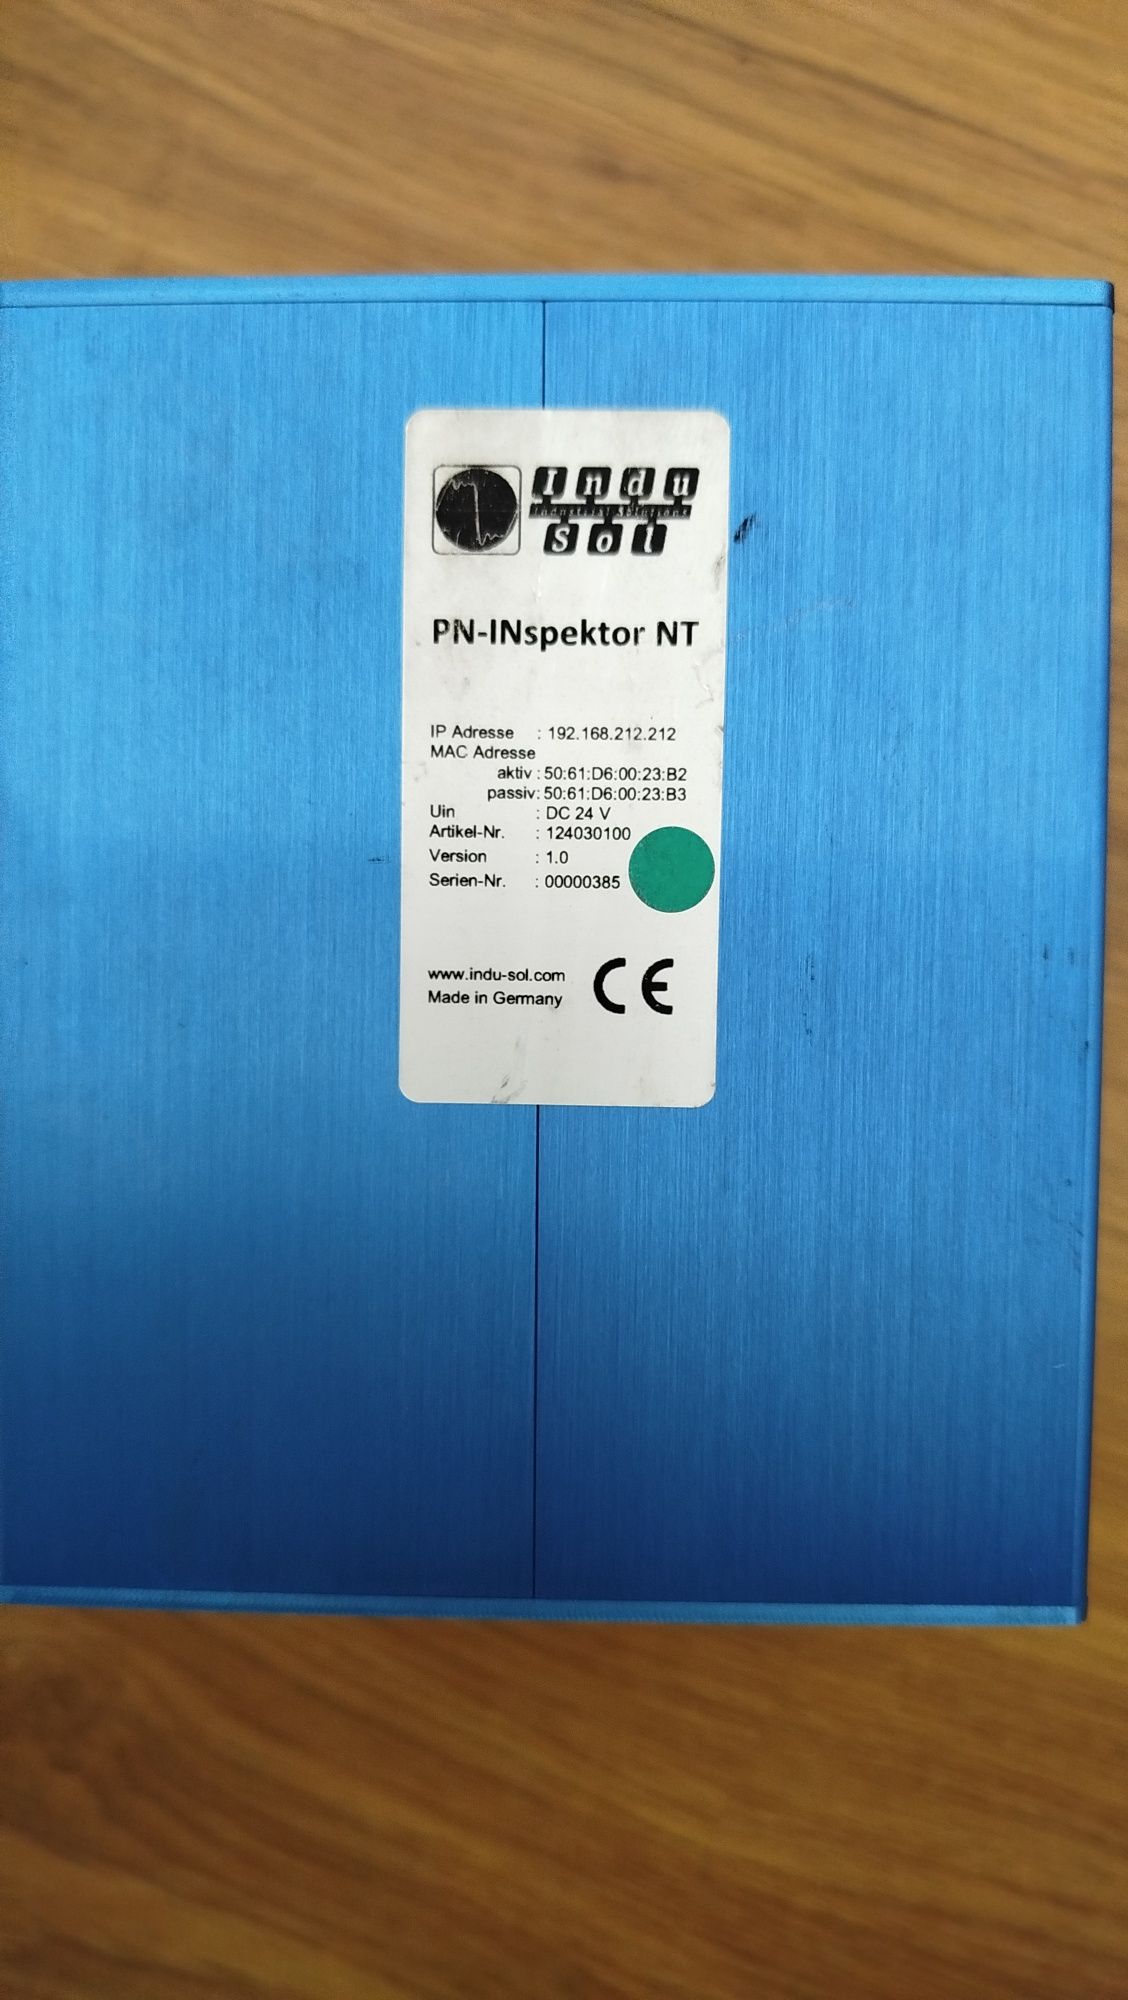 Indu
Industrial Solutions
Sol
PN-INspektor NT
IP Adresse : 192.168.212.212
MAC Adresse
aktiv : 50:61:D6:00:23:B2
passiv: 50:61:D6:00:23:B3
Uin : DC 24 V
Artikel-Nr. : 124030100
Version : 1.0
Serien-Nr. : 00000385
www.indu-sol.com
Made in Germany
CE